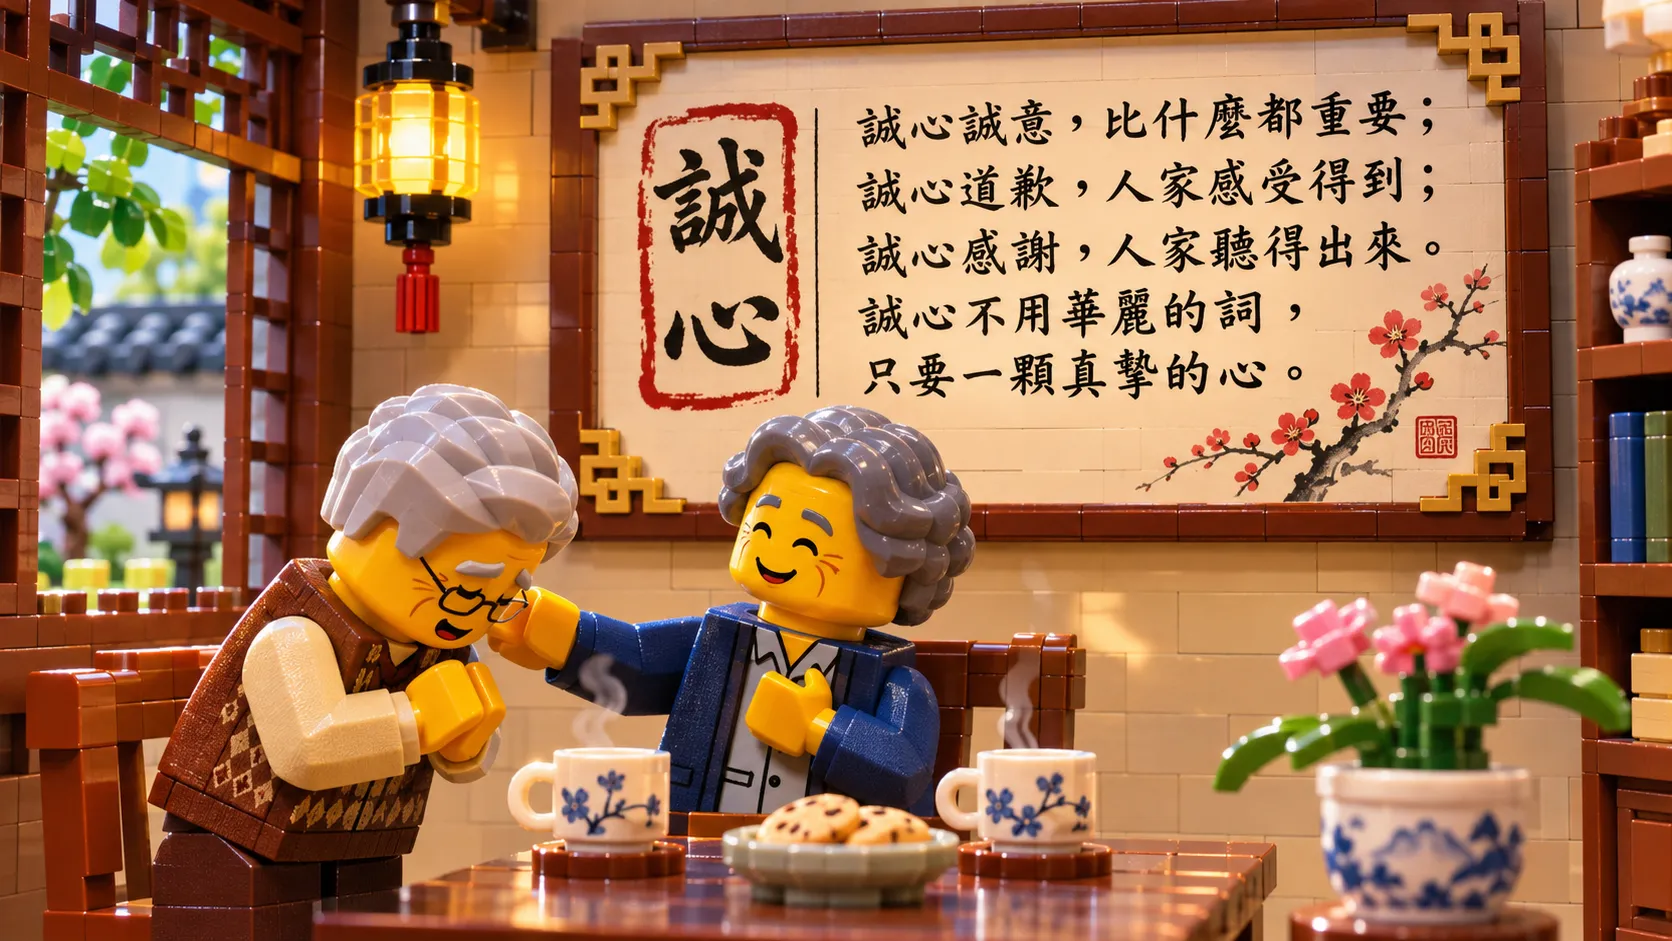 誠心
誠心誠意，比什麼都重要；
誠心道歉，人家感受得到；
誠心感謝，人家聽得出來。
誠心不用華麗的詞，
只要一顆真摯的心。